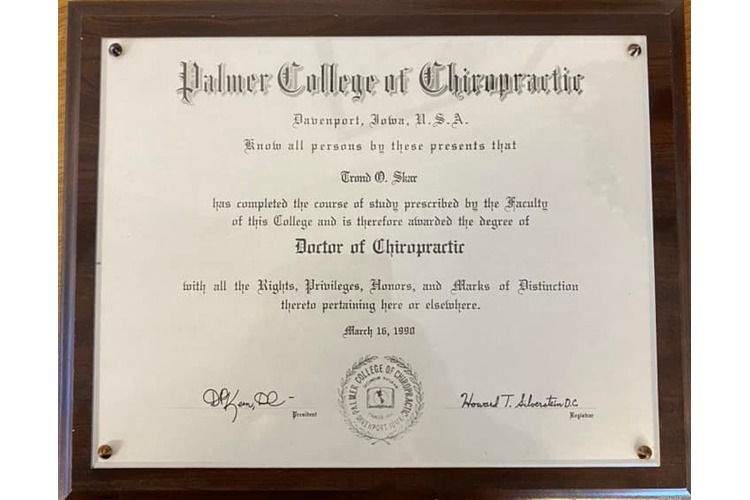 Palmer College of Chiropractic
Davenport, Iowa, U.S.A.
Know all persons by these presents that
Trond O. Skar
has completed the course of study prescribed by the Faculty
of this College and is therefore awarded the degree of
Doctor of Chiropractic
with all the Rights, Privileges, Honors, and Marks of Distinction
thereto pertaining here or elsewhere.
March 16, 1990
President
PALMER COLLEGE OF CHIROPRACTIC
DAVENPORT, IOWA
Howard T. Silverstein D.C.
Registrar